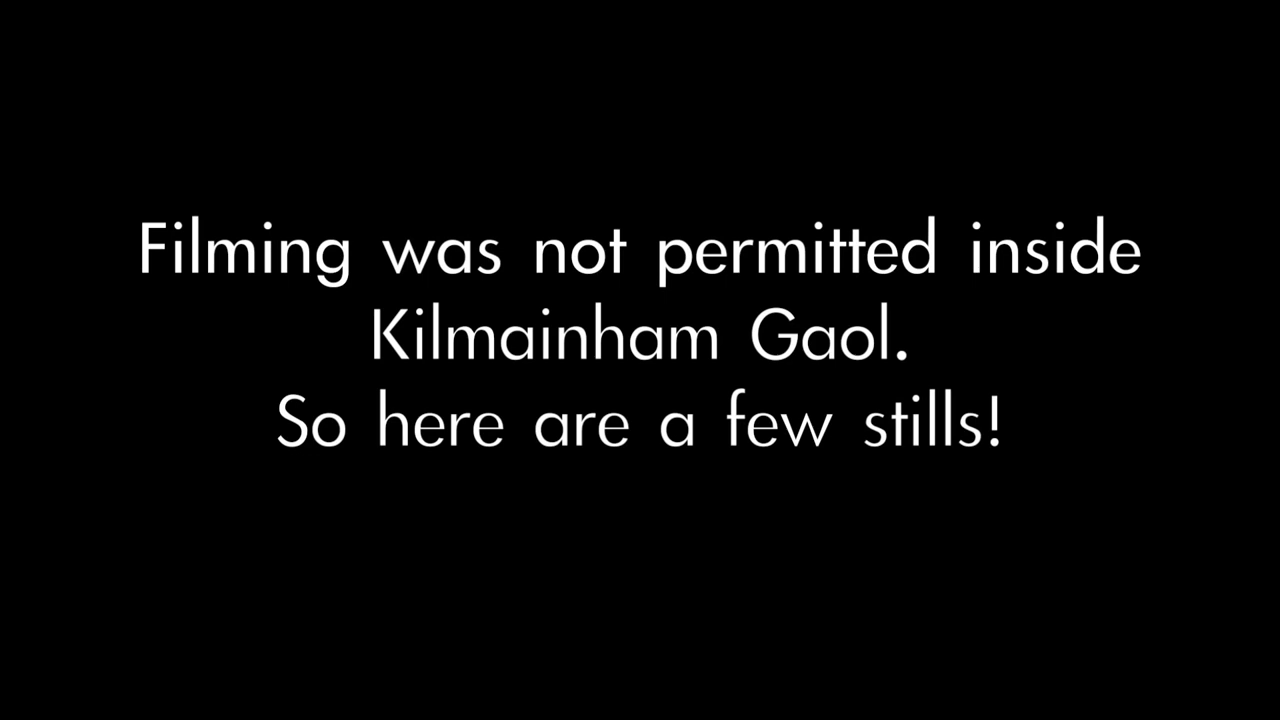 Filming was not permitted inside
Kilmainham Gaol.
So here are a few stills!